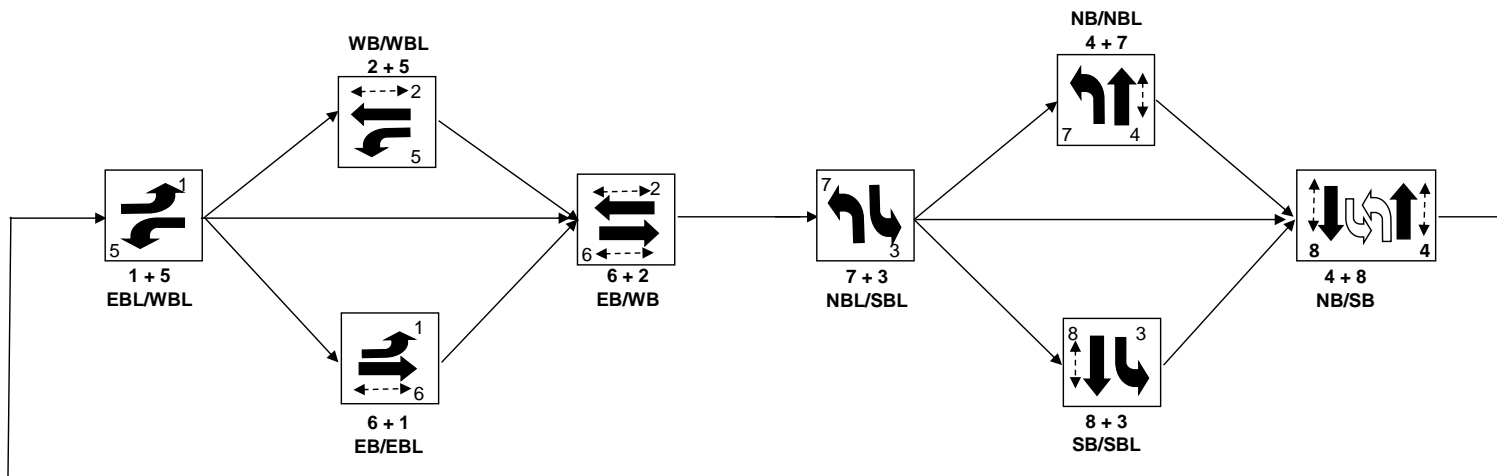 WB/WBL
2 + 5
2
5
1
5
1 + 5
EBL/WBL
1
6
6 + 1
EB/EBL
2
6
6 + 2
EB/WB
7
3
7 + 3
NBL/SBL
NB/NBL
4 + 7
7
4
8
3
8 + 3
SB/SBL
8
4
4 + 8
NB/SB